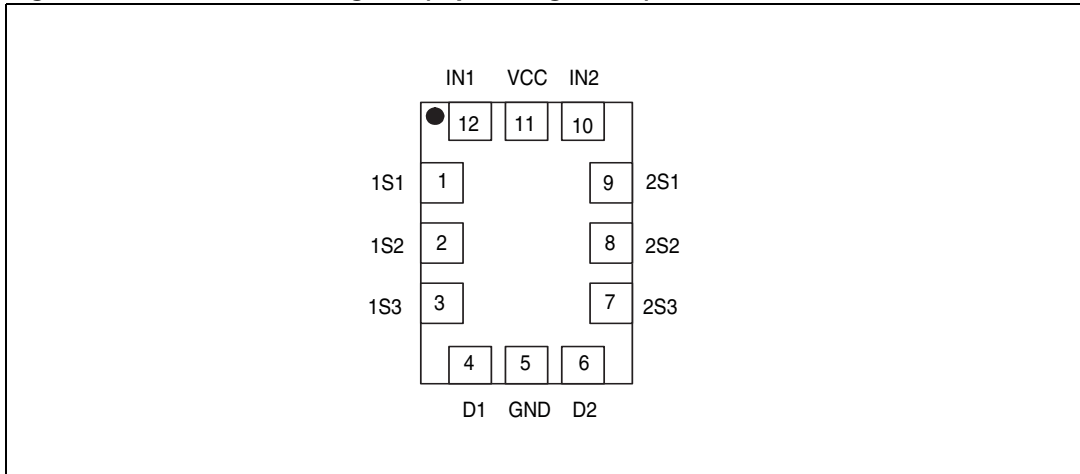 IN1 VCC IN2
12 11 10
1S1 1 9 2S1
1S2 2 8 2S2
1S3 3 7 2S3
4 5 6
D1 GND D2